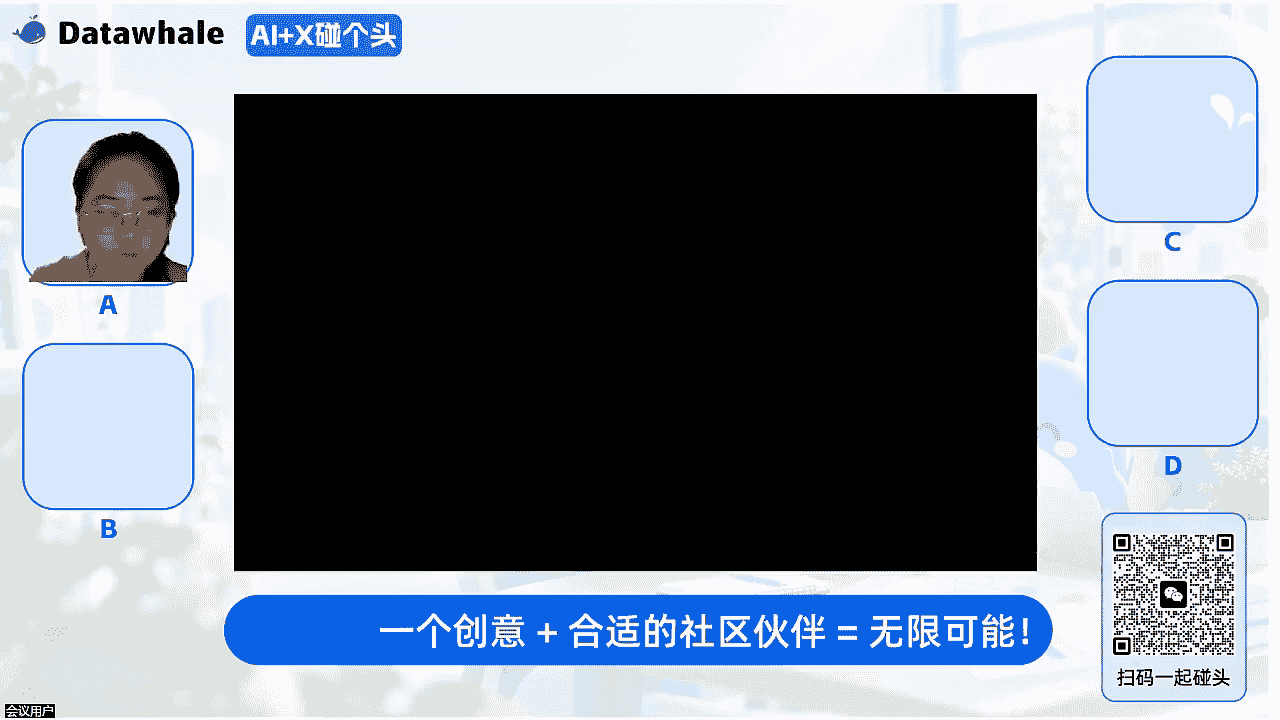 Datawhale
AI+X碰个头
A
B
C
D
一个创意 + 合适的社区伙伴 = 无限可能!
扫码一起碰头
会议用户